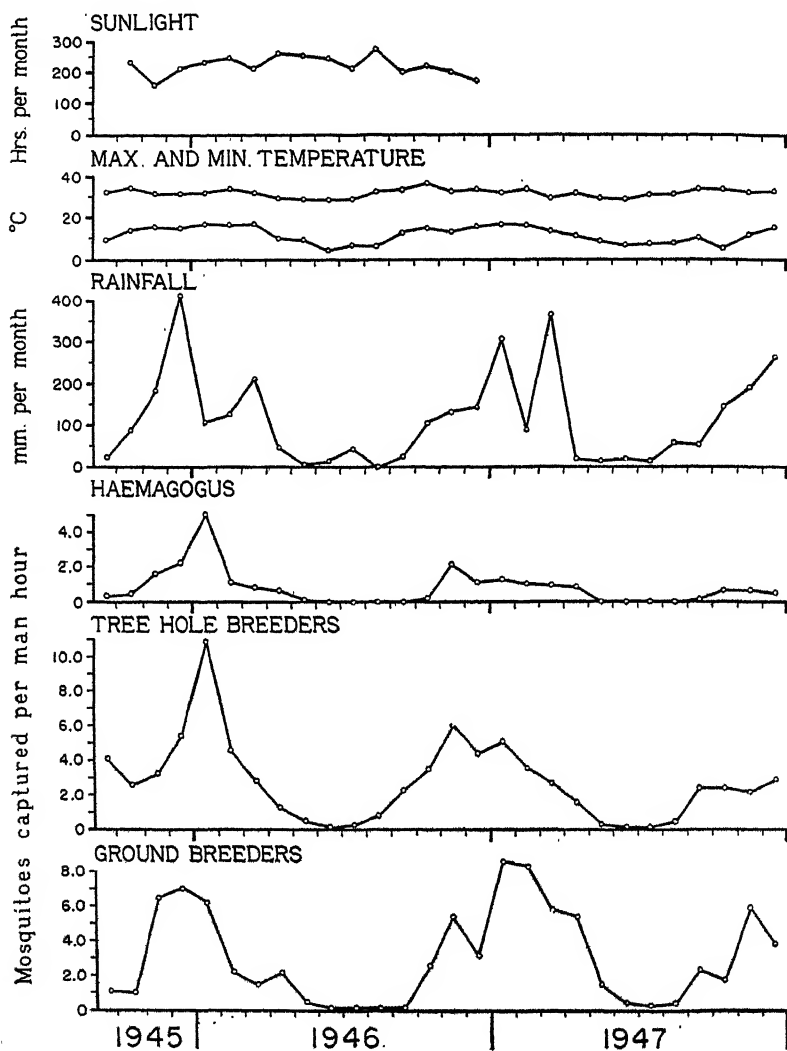 SUNLIGHT
Hrs. per month
300
200
100
0
MAX. AND MIN. TEMPERATURE
°C
40
20
0
RAINFALL
mm. per month
400
300
200
100
0
HAEMAGOGUS
Mosquitoes captured per man hour
4.0
2.0
0
TREE HOLE BREEDERS
10.0
8.0
6.0
4.0
2.0
0
GROUND BREEDERS
8.0
6.0
4.0
2.0
0
1945 1946. 1947